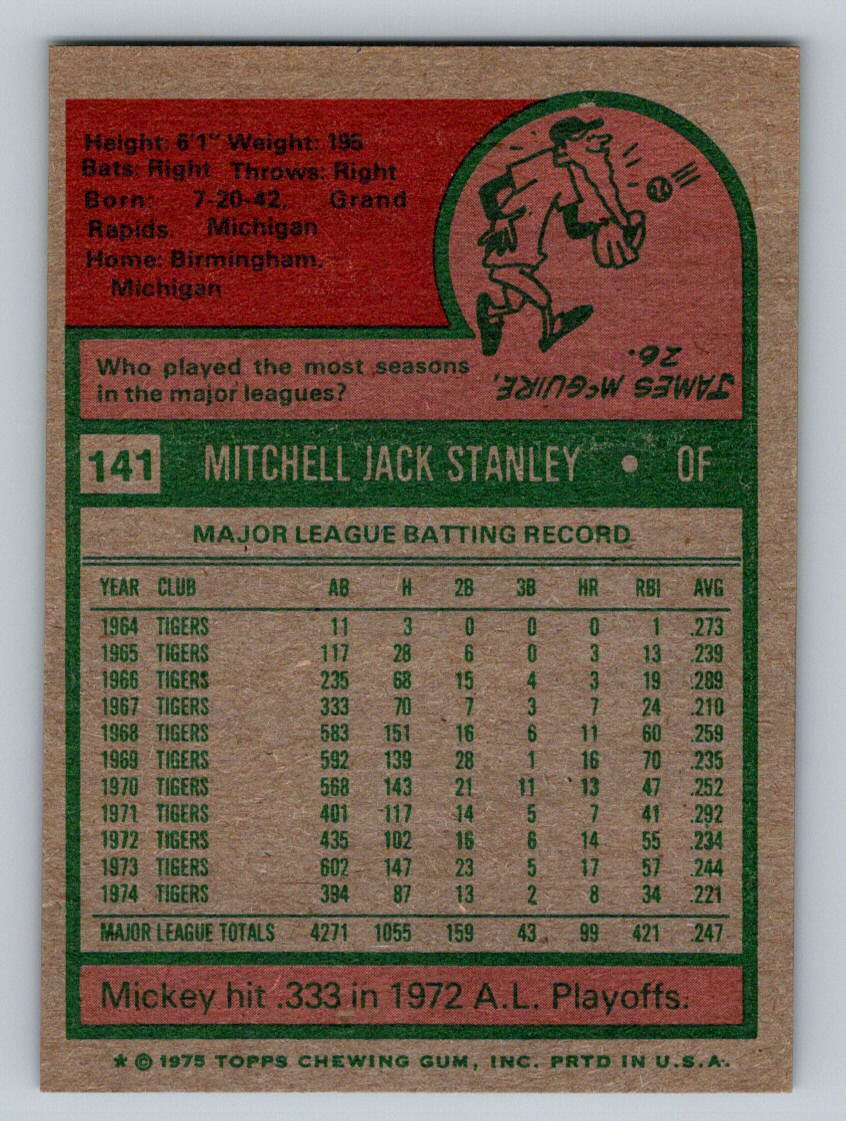 Height: 6'1" Weight: 195
Bats: Right Throws: Right
Born: 7-20-42, Grand
Rapids, Michigan
Home: Birmingham,
Michigan
Who played the most seasons
in the major leagues?
JAMES McGUIRE,
26.
141 MITCHELL JACK STANLEY • OF
MAJOR LEAGUE BATTING RECORD
YEAR CLUB AB H 2B 3B HR RBI AVG
1964 TIGERS 11 3 0 0 0 1 .273
1965 TIGERS 117 28 6 0 3 13 .239
1966 TIGERS 235 68 15 4 3 19 .289
1967 TIGERS 333 70 7 3 7 24 .210
1968 TIGERS 583 151 16 6 11 60 .259
1969 TIGERS 592 139 28 1 16 70 .235
1970 TIGERS 568 143 21 11 13 47 .252
1971 TIGERS 401 117 14 5 7 41 .292
1972 TIGERS 435 102 16 6 14 55 .234
1973 TIGERS 602 147 23 5 17 57 .244
1974 TIGERS 394 87 13 2 8 34 .221
MAJOR LEAGUE TOTALS 4271 1055 159 43 99 421 .247
Mickey hit .333 in 1972 A.L. Playoffs.
* © 1975 TOPPS CHEWING GUM, INC. PRTD IN U.S.A.